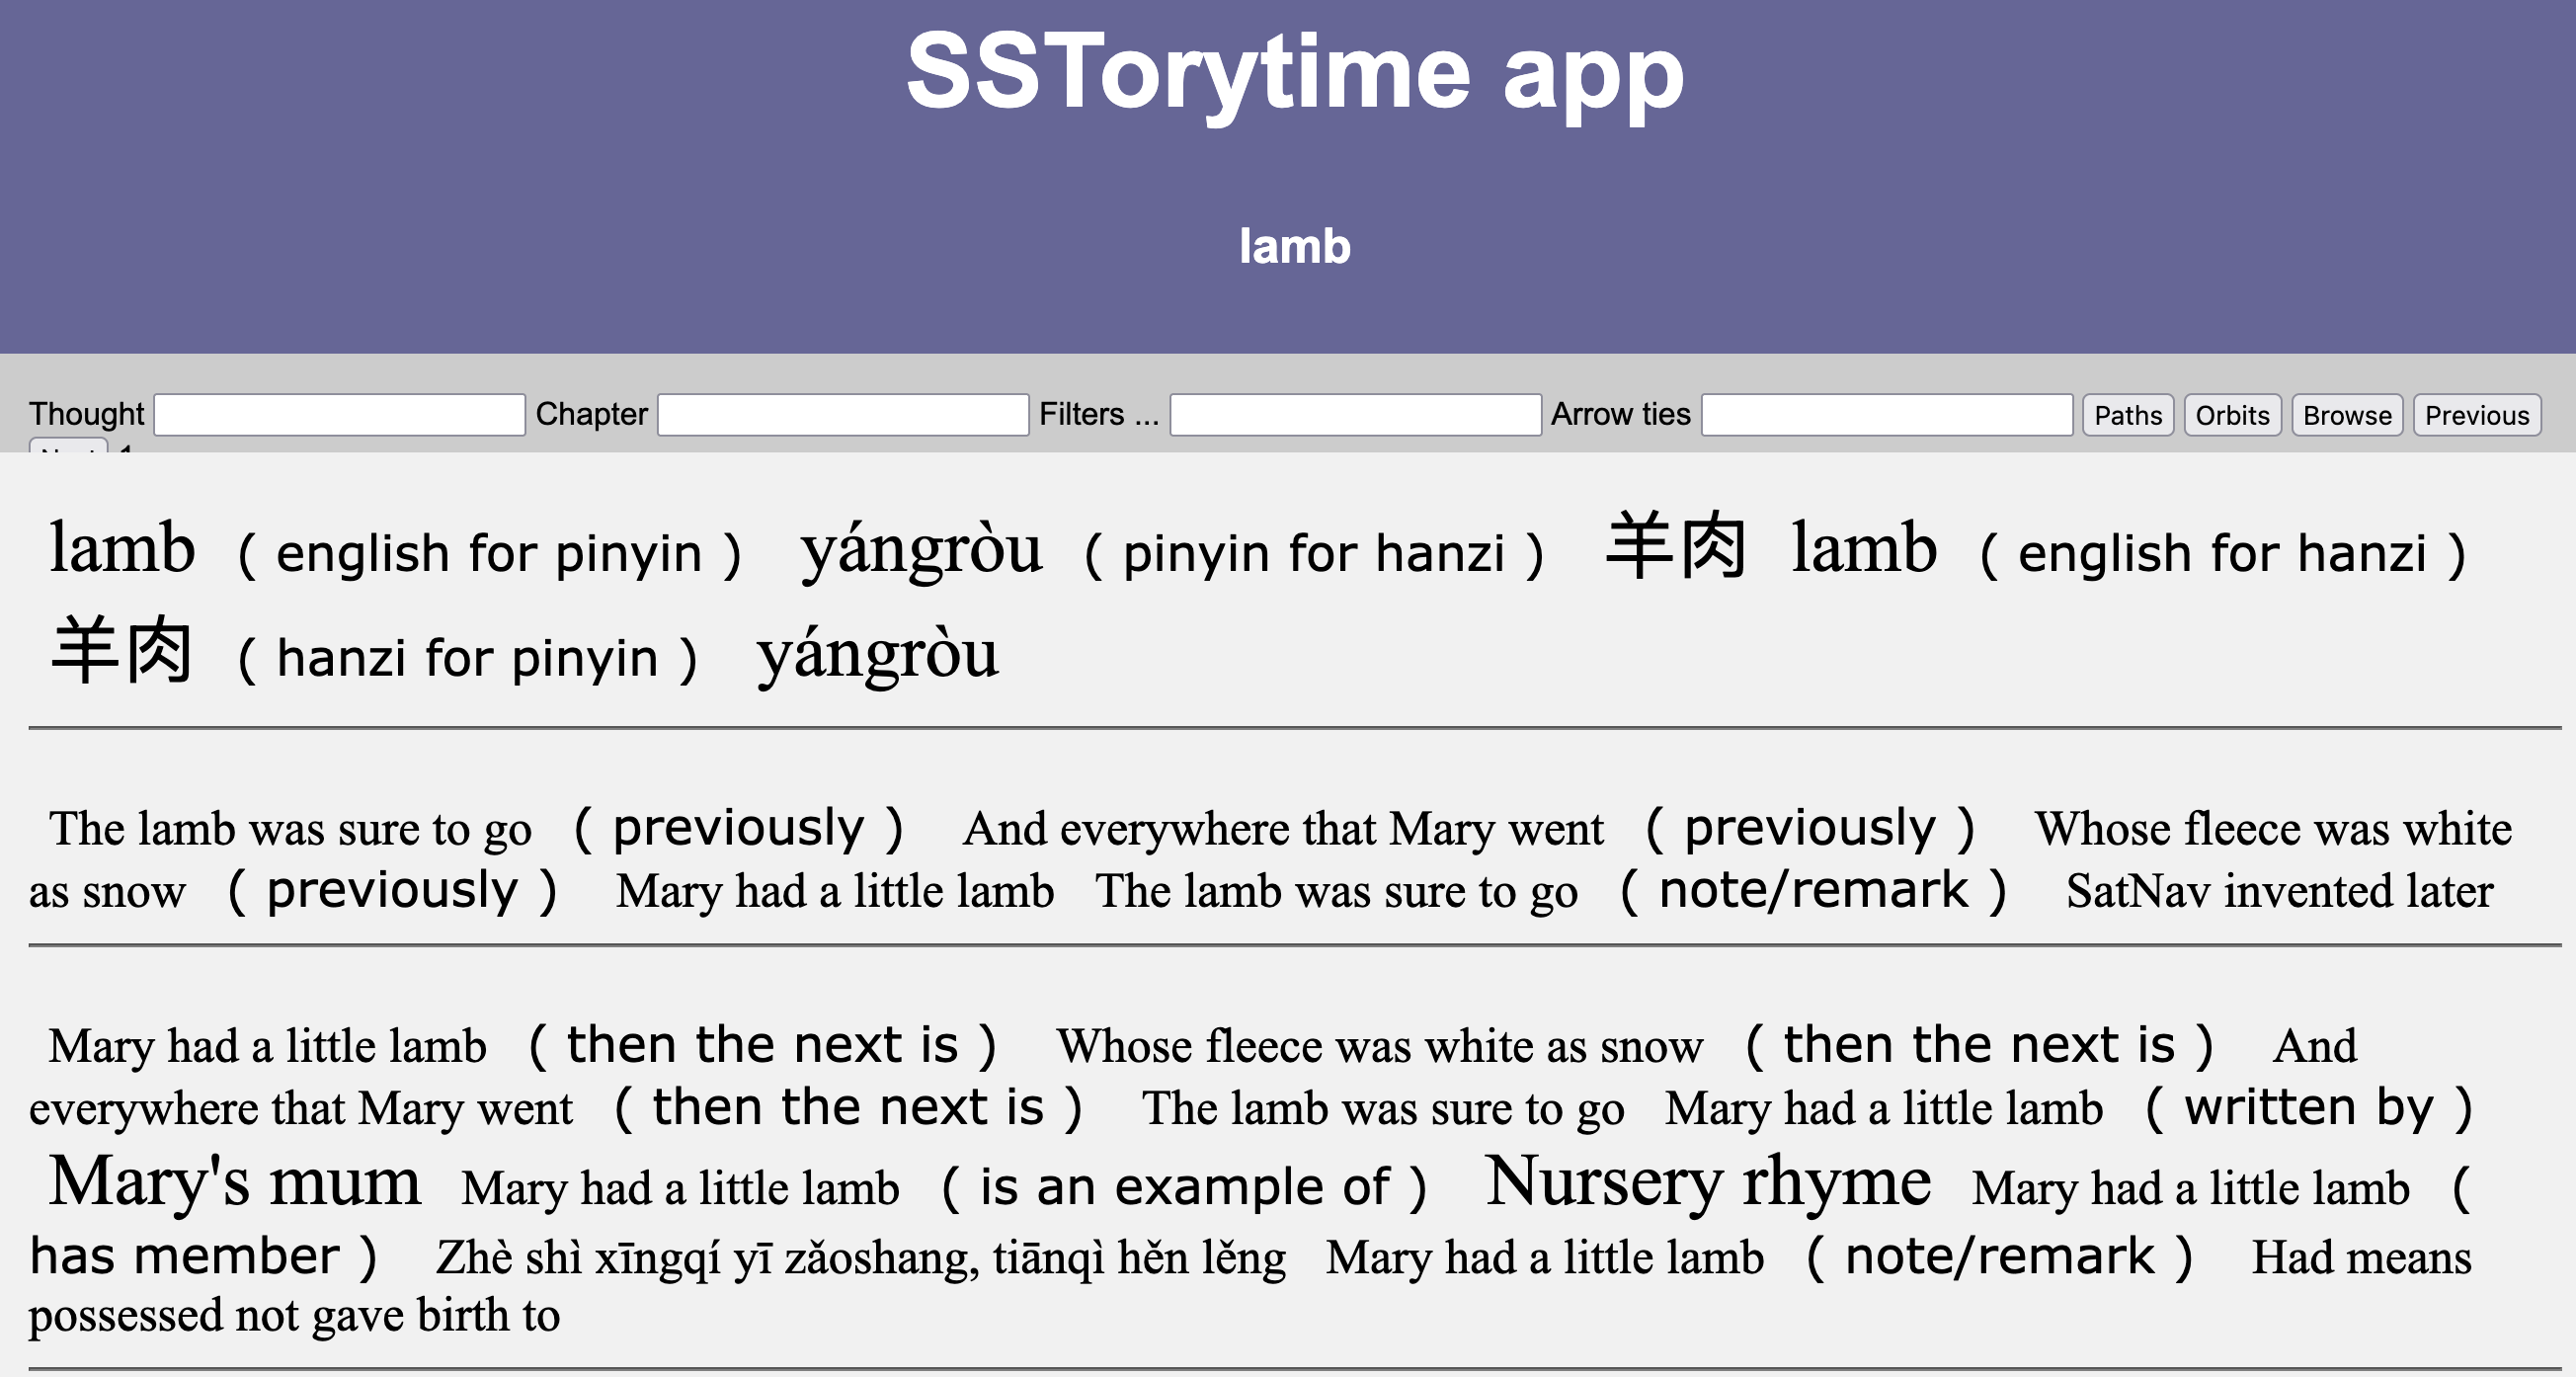 SSTorytime app
lamb
Thought Chapter Filters ... Arrow ties Paths Orbits Browse Previous
Next 1
lamb ( english for pinyin ) yángròu ( pinyin for hanzi ) 羊肉 lamb ( english for hanzi )
羊肉 ( hanzi for pinyin ) yángròu
The lamb was sure to go ( previously ) And everywhere that Mary went ( previously ) Whose fleece was white
as snow ( previously ) Mary had a little lamb The lamb was sure to go ( note/remark ) SatNav invented later
Mary had a little lamb ( then the next is ) Whose fleece was white as snow ( then the next is ) And
everywhere that Mary went ( then the next is ) The lamb was sure to go Mary had a little lamb ( written by )
Mary's mum Mary had a little lamb ( is an example of ) Nursery rhyme Mary had a little lamb (
has member ) Zhè shì xīngqí yī zǎoshang, tiānqì hěn lěng Mary had a little lamb ( note/remark ) Had means
possessed not gave birth to